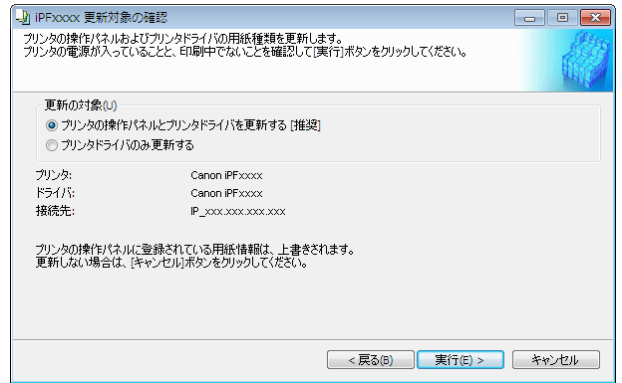 iPFxxxx 更新対象の確認
プリンタの操作パネルおよびプリンタドライバの用紙種類を更新します。
プリンタの電源が入っていることと、印刷中でないことを確認して[実行]ボタンをクリックしてください。
更新の対象(U)
プリンタの操作パネルとプリンタドライバを更新する [推奨]
プリンタドライバのみ更新する
プリンタ: Canon iPFxxxx
ドライバ: Canon iPFxxxx
接続先: IP_xxx.xxx.xxx.xxx
プリンタの操作パネルに登録されている用紙情報は、上書きされます。
更新しない場合は、[キャンセル]ボタンをクリックしてください。
< 戻る(B) 実行(E) > キャンセル